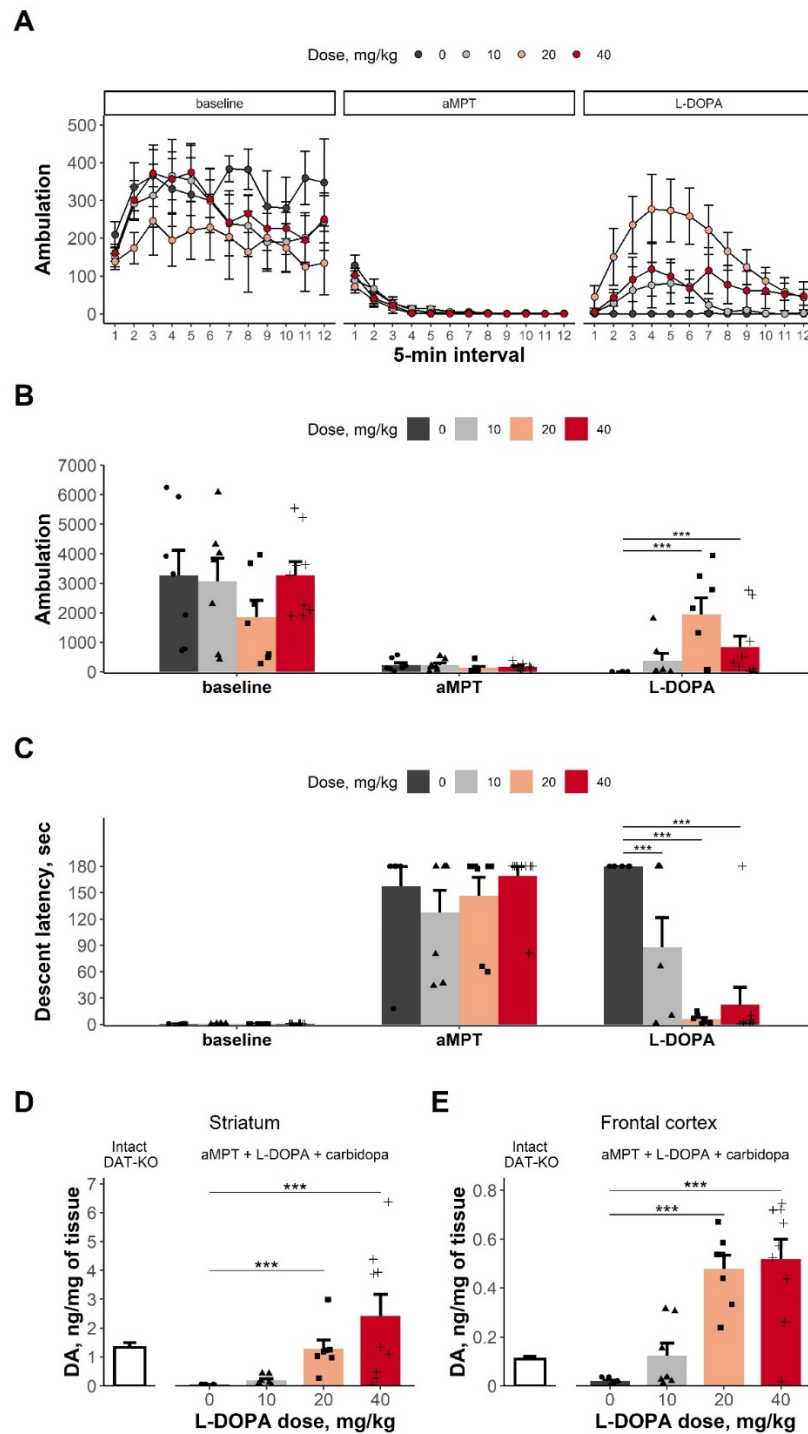 A
Dose, mg/kg 0 10 20 40
baseline aMPT L-DOPA
500
400
300
200
100
0
Ambulation
1 2 3 4 5 6 7 8 9 10 11 12 1 2 3 4 5 6 7 8 9 10 11 12 1 2 3 4 5 6 7 8 9 10 11 12
5-min interval
B
Dose, mg/kg 0 10 20 40
7000
6000
5000
4000
3000
2000
1000
0
Ambulation
***
***
baseline aMPT L-DOPA
C
Dose, mg/kg 0 10 20 40
180
150
120
90
60
30
0
Descent latency, sec
***
***
***
baseline aMPT L-DOPA
D
Striatum
Intact
DAT-KO
aMPT + L-DOPA + carbidopa
7
6
5
4
3
2
1
0
DA, ng/mg of tissue
***
***
0 10 20 40
L-DOPA dose, mg/kg
E
Frontal cortex
Intact
DAT-KO
aMPT + L-DOPA + carbidopa
0.8
0.6
0.4
0.2
0
DA, ng/mg of tissue
***
***
0 10 20 40
L-DOPA dose, mg/kg